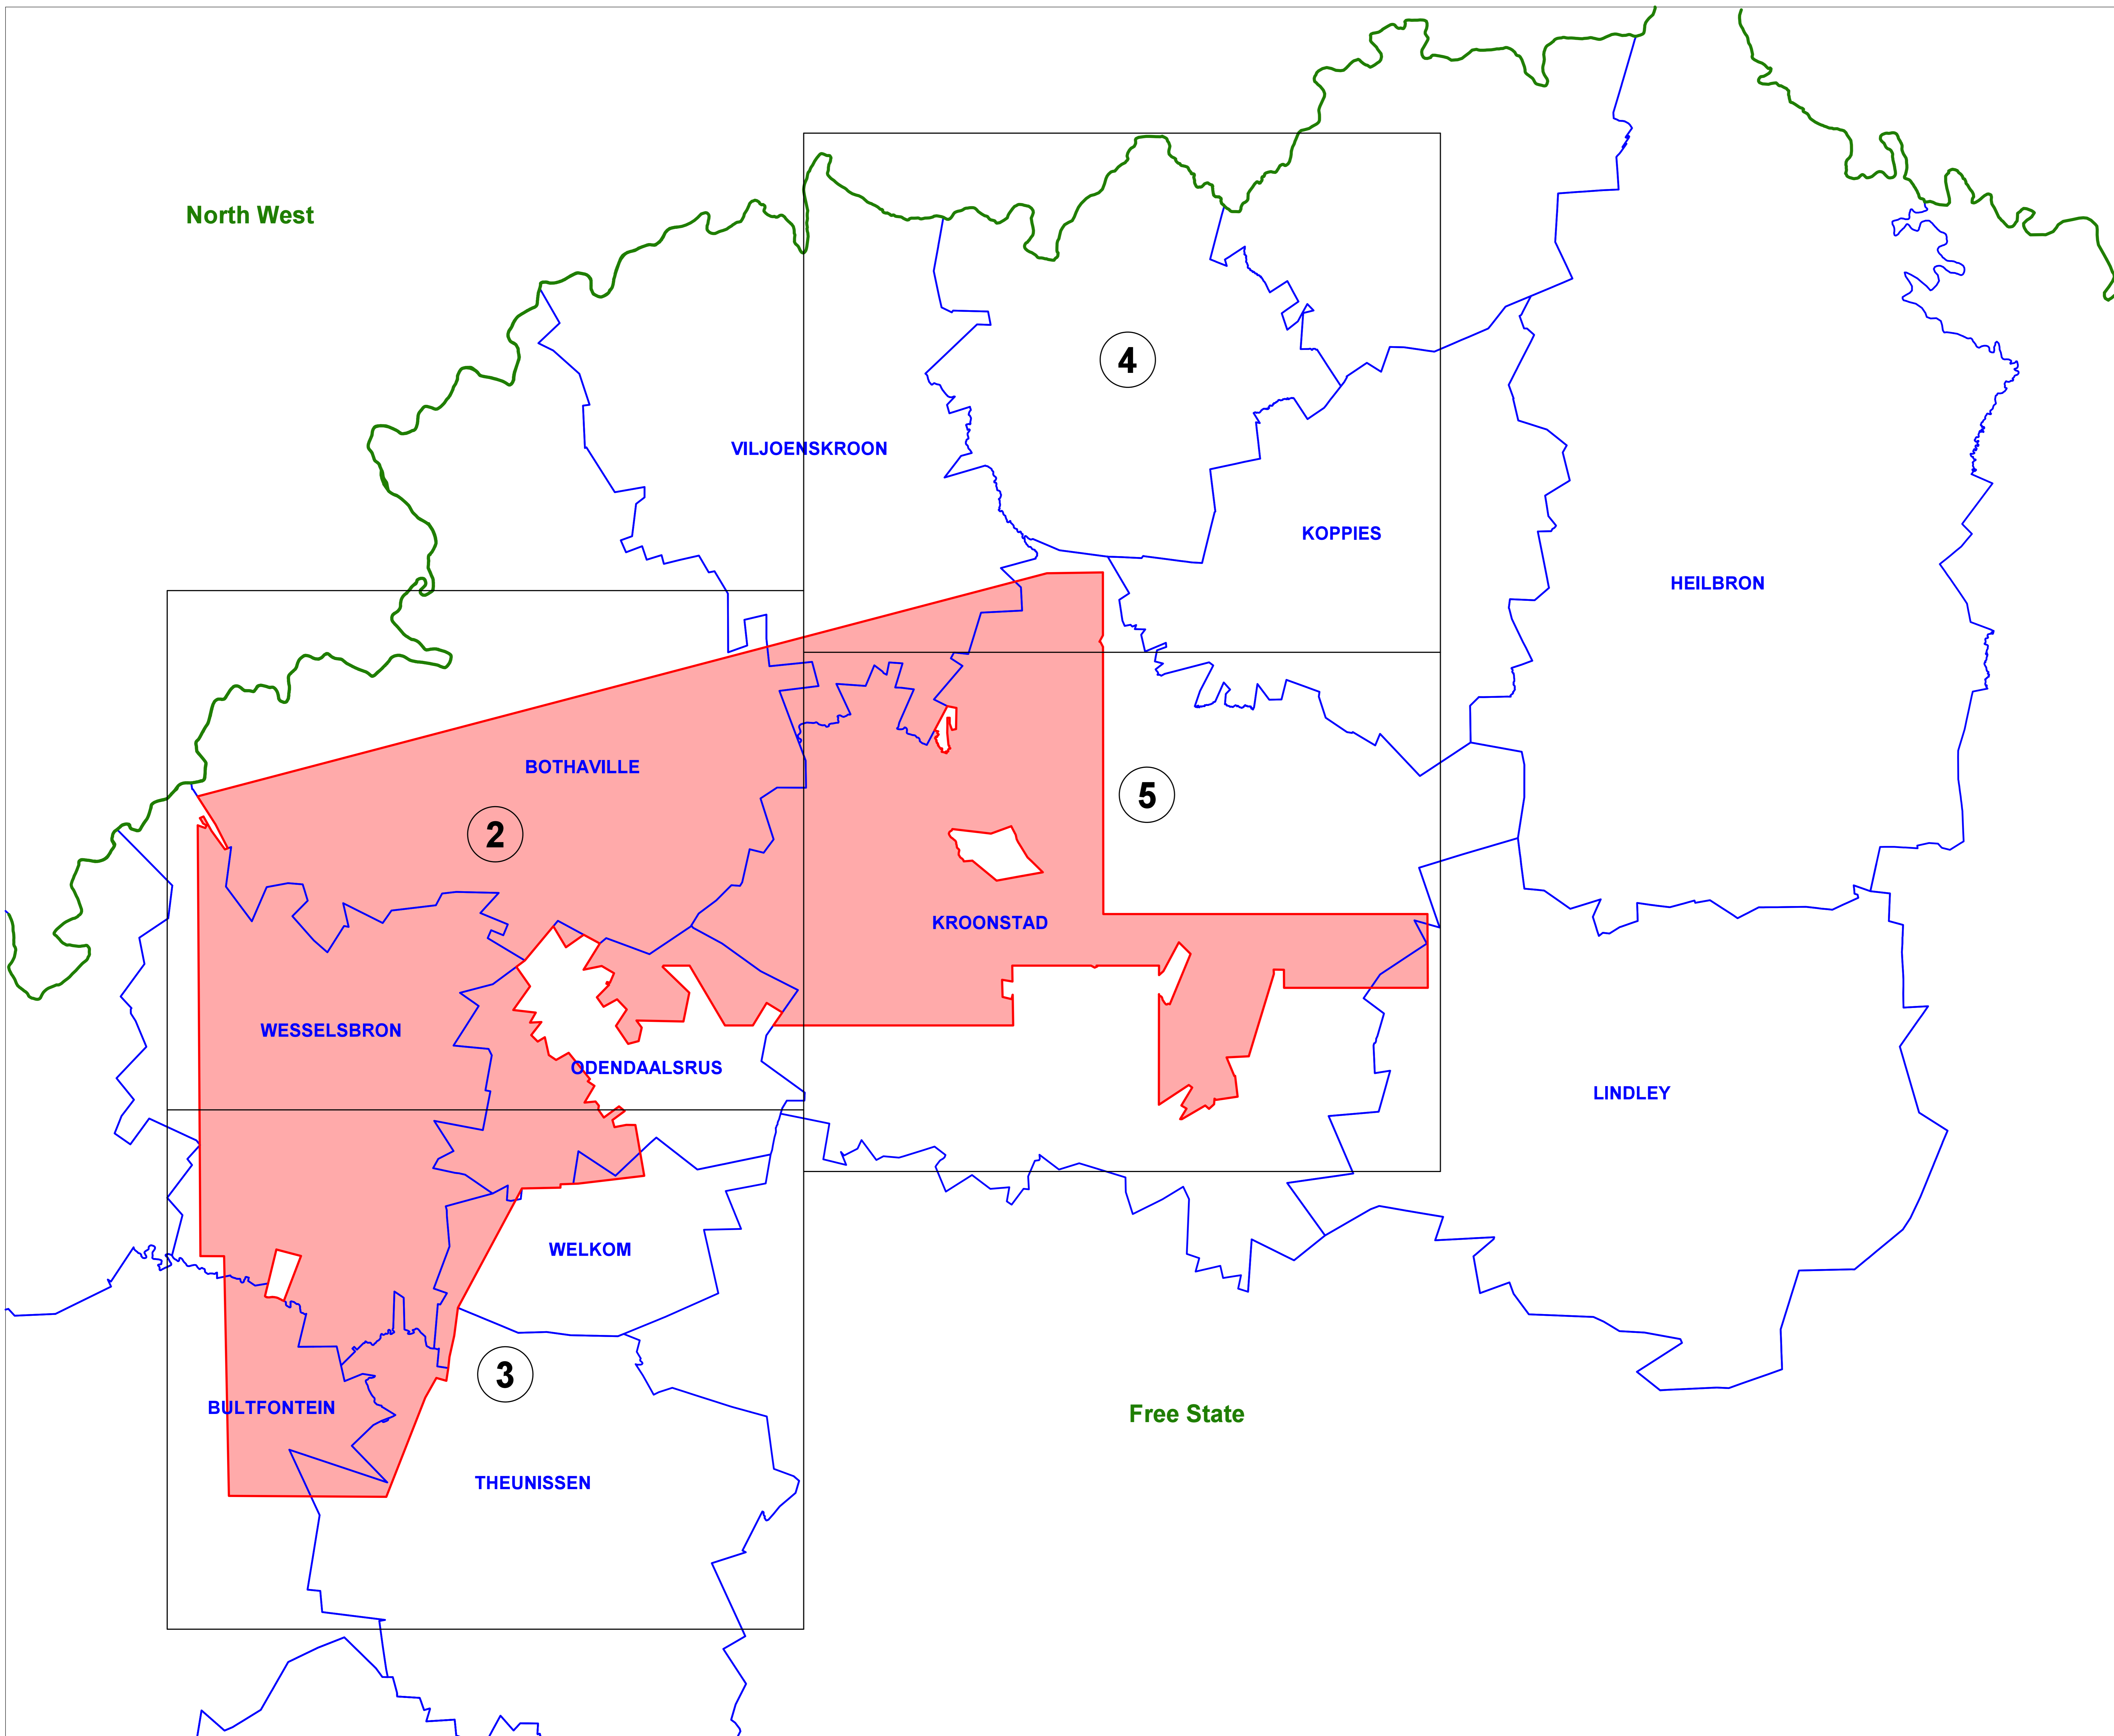 North West
4
VILJOENSKROON
KOPPIES
HEILBRON
BOTHAVILLE
5
2
KROONSTAD
WESSELSBRON
ODENDAALSRUS
LINDLEY
WELKOM
3
BULTFONTEIN
Free State
THEUNISSEN